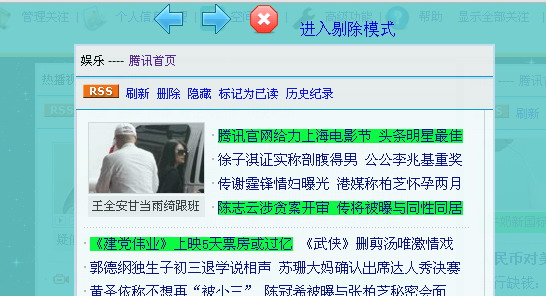 管理关注 个人信 帮助 显示全部关注
进入剔除模式
热播
娱乐 ---- 腾讯首页
RSS 刷新 删除 隐藏 标记为已读 历史纪录
刷新
腾讯官网给力上海电影节 头条明星最佳
徐子淇证实称剖腹得男 公公李兆基重奖
传谢霆锋情妇曝光 港媒称柏芝怀孕两月
王全安甘当雨绮跟班
陈志云涉贪案开审 传将被曝与同性同居
《建党伟业》上映5天票房或过亿 《武侠》删剪汤唯激情戏
郭德纲独生子初三退学说相声 苏珊大妈确认出席达人秀决赛
黄圣依称不想再“被小三” 陈冠希被曝与张柏芝秘密会面